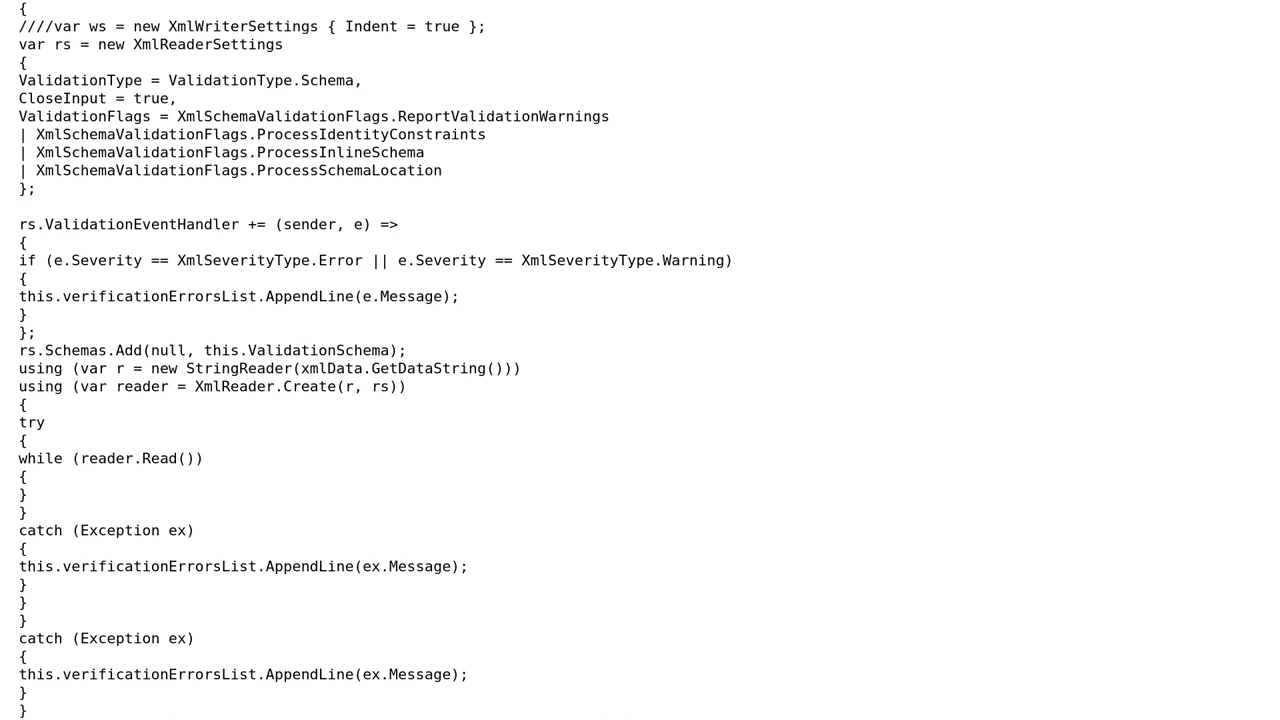 {
////var ws = new XmlWriterSettings { Indent = true };
var rs = new XmlReaderSettings
{
ValidationType = ValidationType.Schema,
CloseInput = true,
ValidationFlags = XmlSchemaValidationFlags.ReportValidationWarnings
| XmlSchemaValidationFlags.ProcessIdentityConstraints
| XmlSchemaValidationFlags.ProcessInlineSchema
| XmlSchemaValidationFlags.ProcessSchemaLocation
};

rs.ValidationEventHandler += (sender, e) =>
{
if (e.Severity == XmlSeverityType.Error || e.Severity == XmlSeverityType.Warning)
{
this.verificationErrorsList.AppendLine(e.Message);
}
};
rs.Schemas.Add(null, this.ValidationSchema);
using (var r = new StringReader(xmlData.GetDataString()))
using (var reader = XmlReader.Create(r, rs))
{
try
{
while (reader.Read())
{
}
}
catch (Exception ex)
{
this.verificationErrorsList.AppendLine(ex.Message);
}
}
}
catch (Exception ex)
{
this.verificationErrorsList.AppendLine(ex.Message);
}
}